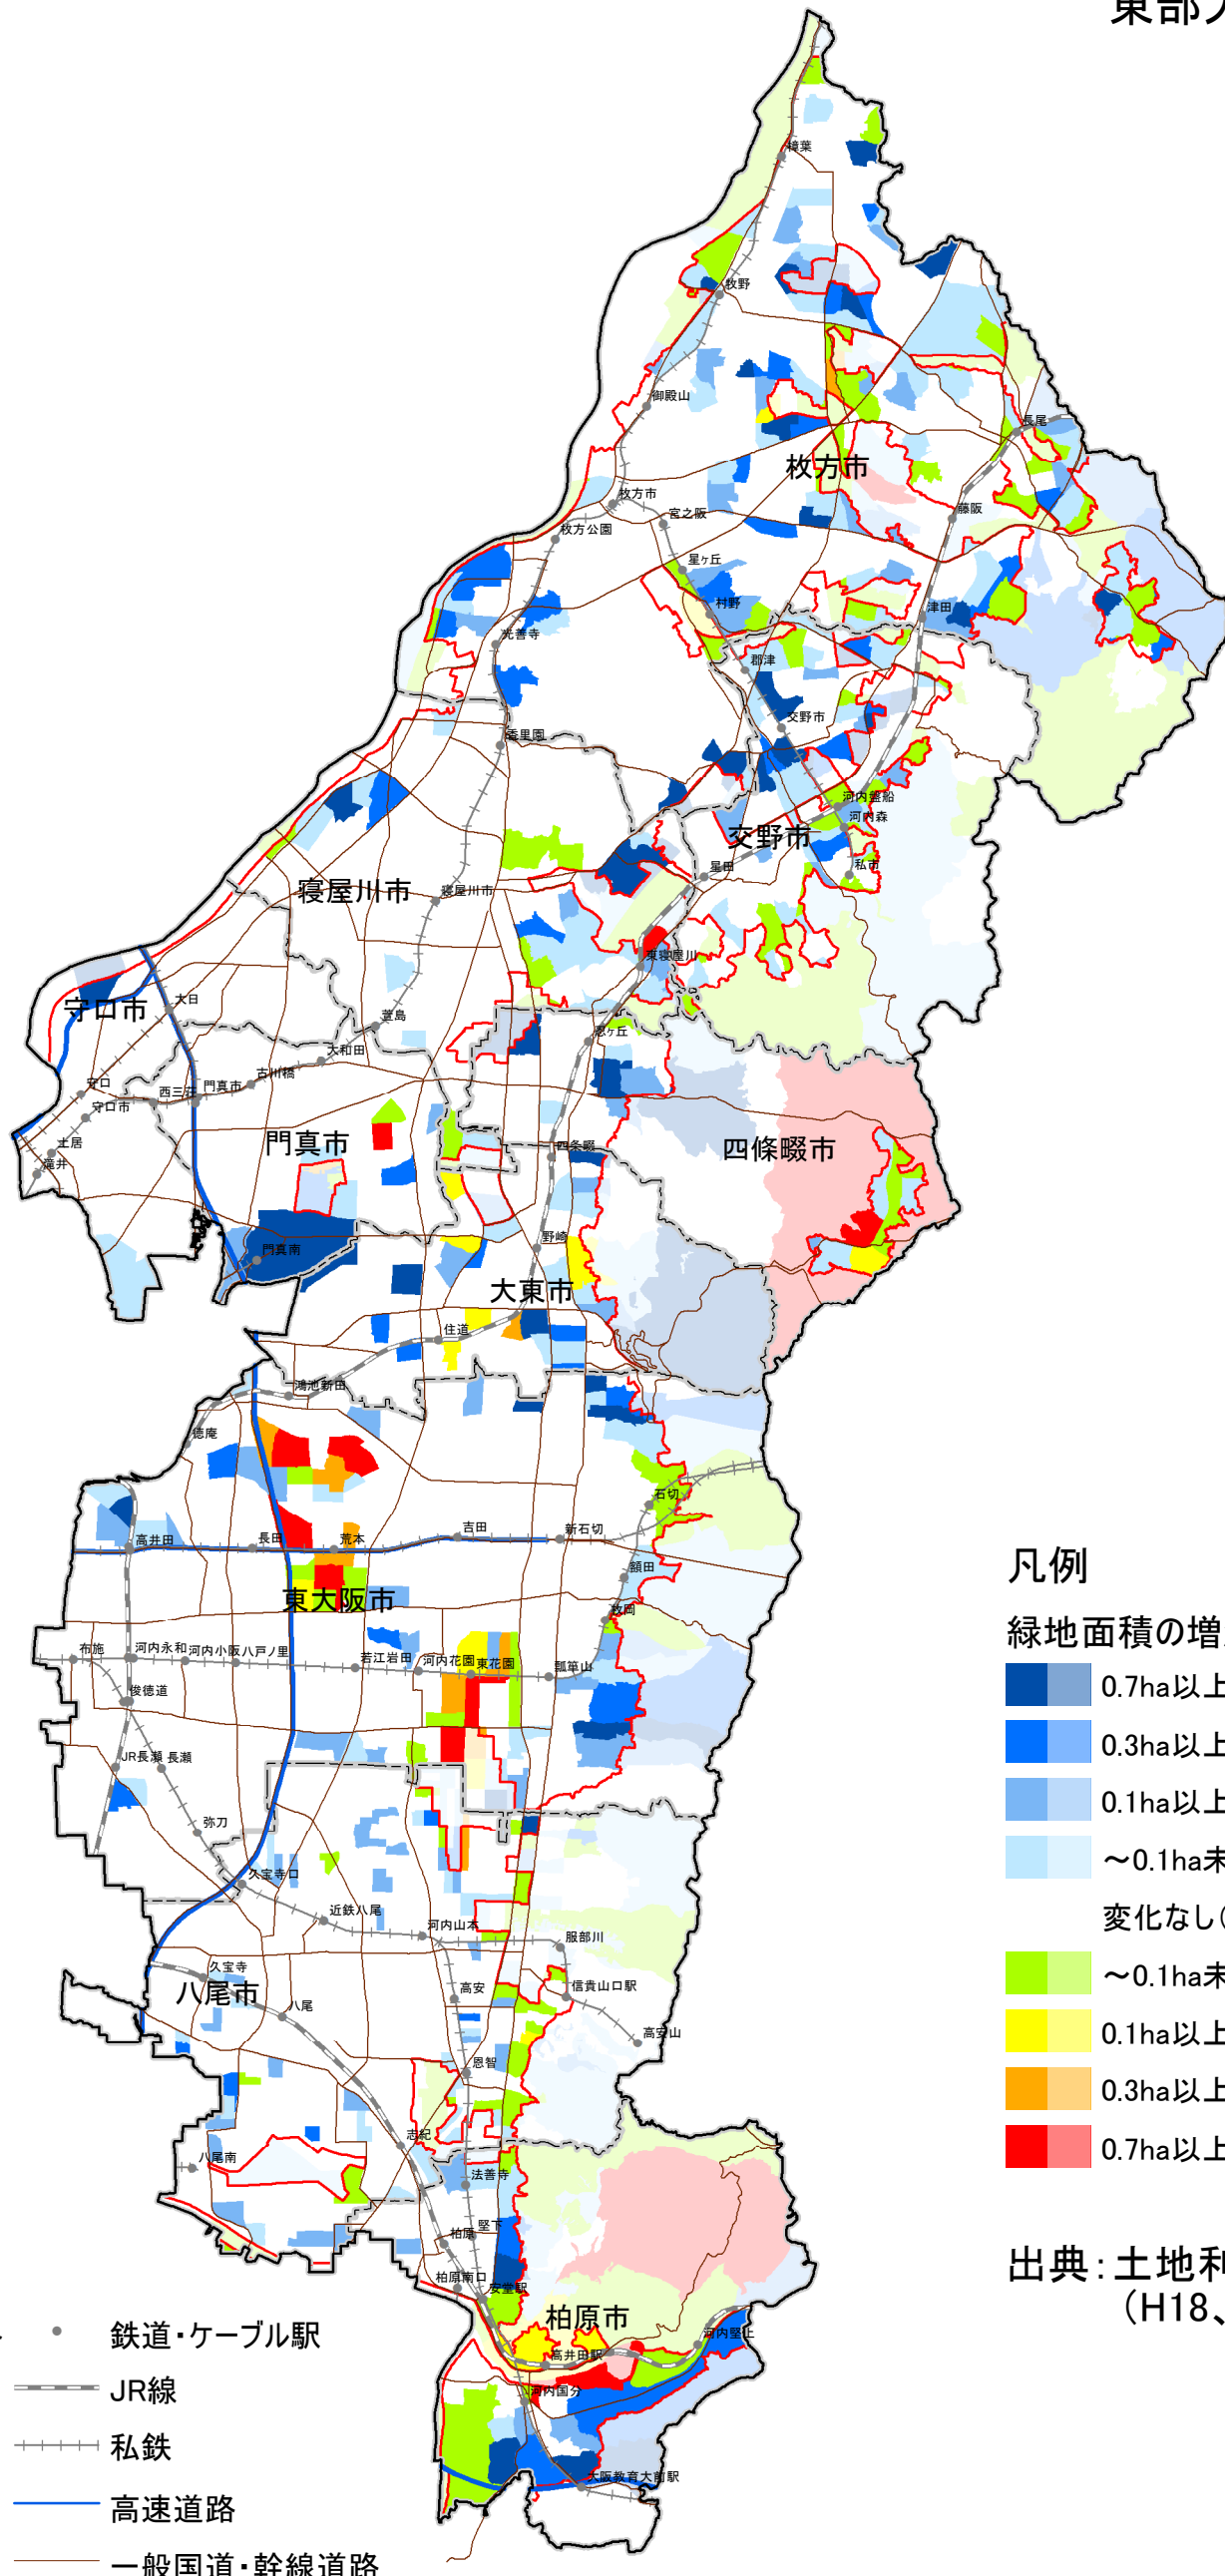 東部大
樟葉
牧野
御殿山
長尾
枚方市
枚方市
藤阪
宮之阪
枚方公園
星ヶ丘
村野
津田
光善寺
郡津
交野市
香里園
河内磐船
河内森
交野市
私市
星田
寝屋川市
寝屋川市
東寝屋川
守口市
大日
萱島
忍ヶ丘
大和田
古川橋
門真市
西三荘
守口
守口市
土居
滝井
門真市
四条畷
四條畷市
野崎
門真南
大東市
住道
鴻池新田
徳庵
石切
高井田
長田
荒本
吉田
新石切
額田
東大阪市
枚岡
布施
河内永和
河内小阪
八戸ノ里
若江岩田
河内花園
東花園
瓢箪山
俊徳道
JR長瀬
長瀬
弥刀
久宝寺口
近鉄八尾
河内山本
服部川
久宝寺
八尾市
八尾
高安
信貴山口駅
高安山
恩智
志紀
八尾南
法善寺
柏原
堅下
柏原南口
安堂駅
柏原市
高井田駅
河内堅上
河内国分
大阪教育大前駅
凡例
緑地面積の増
0.7ha以上
0.3ha以上
0.1ha以上
～0.1ha未
変化なし(
～0.1ha未
0.1ha以上
0.3ha以上
0.7ha以上
出典：土地利
（H18、
鉄道・ケーブル駅
JR線
私鉄
高速道路
一般国道・幹線道路